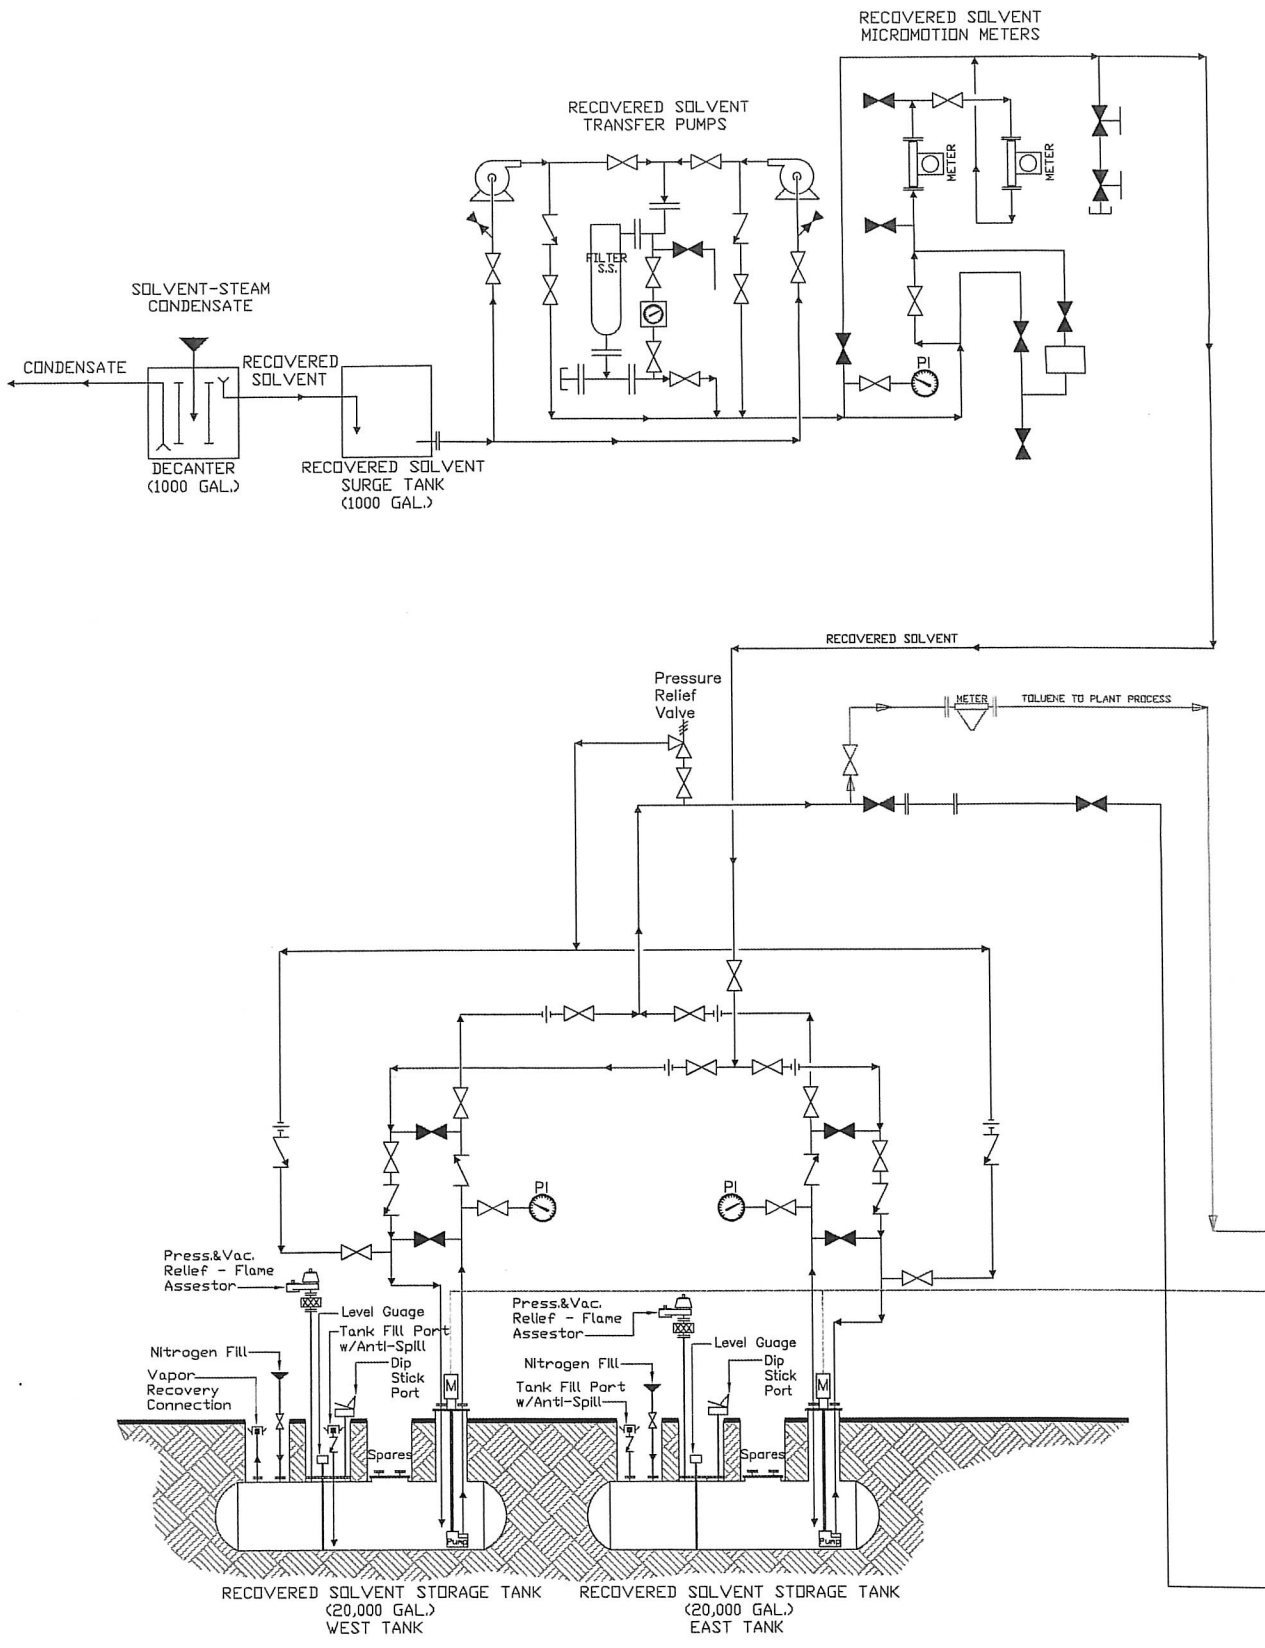 RECOVERED SOLVENT
MICROMOTION METERS
RECOVERED SOLVENT
TRANSFER PUMPS
METER
METER
FILTER
S.S.
SOLVENT-STEAM
CONDENSATE
CONDENSATE
RECOVERED
SOLVENT
PI
DECANTER
(1000 GAL.)
RECOVERED SOLVENT
SURGE TANK
(1000 GAL.)
RECOVERED SOLVENT
Pressure
Relief
Valve
METER
TOLUENE TO PLANT PROCESS
PI
PI
Press.&Vac.
Relief - Flame
Assestor
Level Guage
Tank Fill Port
w/Anti-Spill
Nitrogen Fill
Vapor
Recovery
Connection
Dip
Stick
Port
M
Spares
Pump
Press.&Vac.
Relief - Flame
Assestor
Level Guage
Nitrogen Fill
Tank Fill Port
w/Anti-Spill
Dip
Stick
Port
M
Spares
Pump
RECOVERED SOLVENT STORAGE TANK
(20,000 GAL.)
WEST TANK
RECOVERED SOLVENT STORAGE TANK
(20,000 GAL.)
EAST TANK